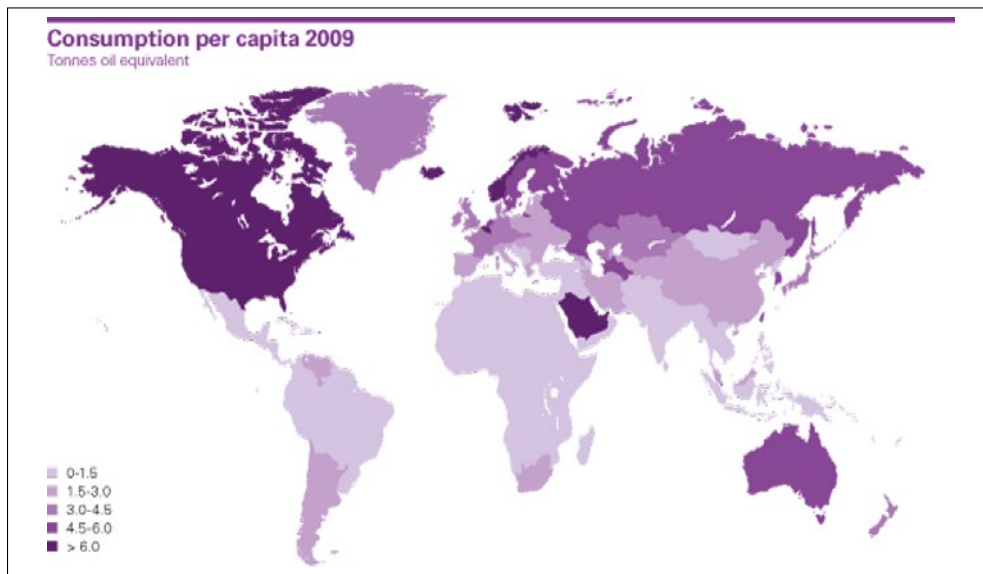 Consumption per capita 2009
Tonnes oil equivalent
0-1.5
1.5-3.0
3.0-4.5
4.5-6.0
> 6.0